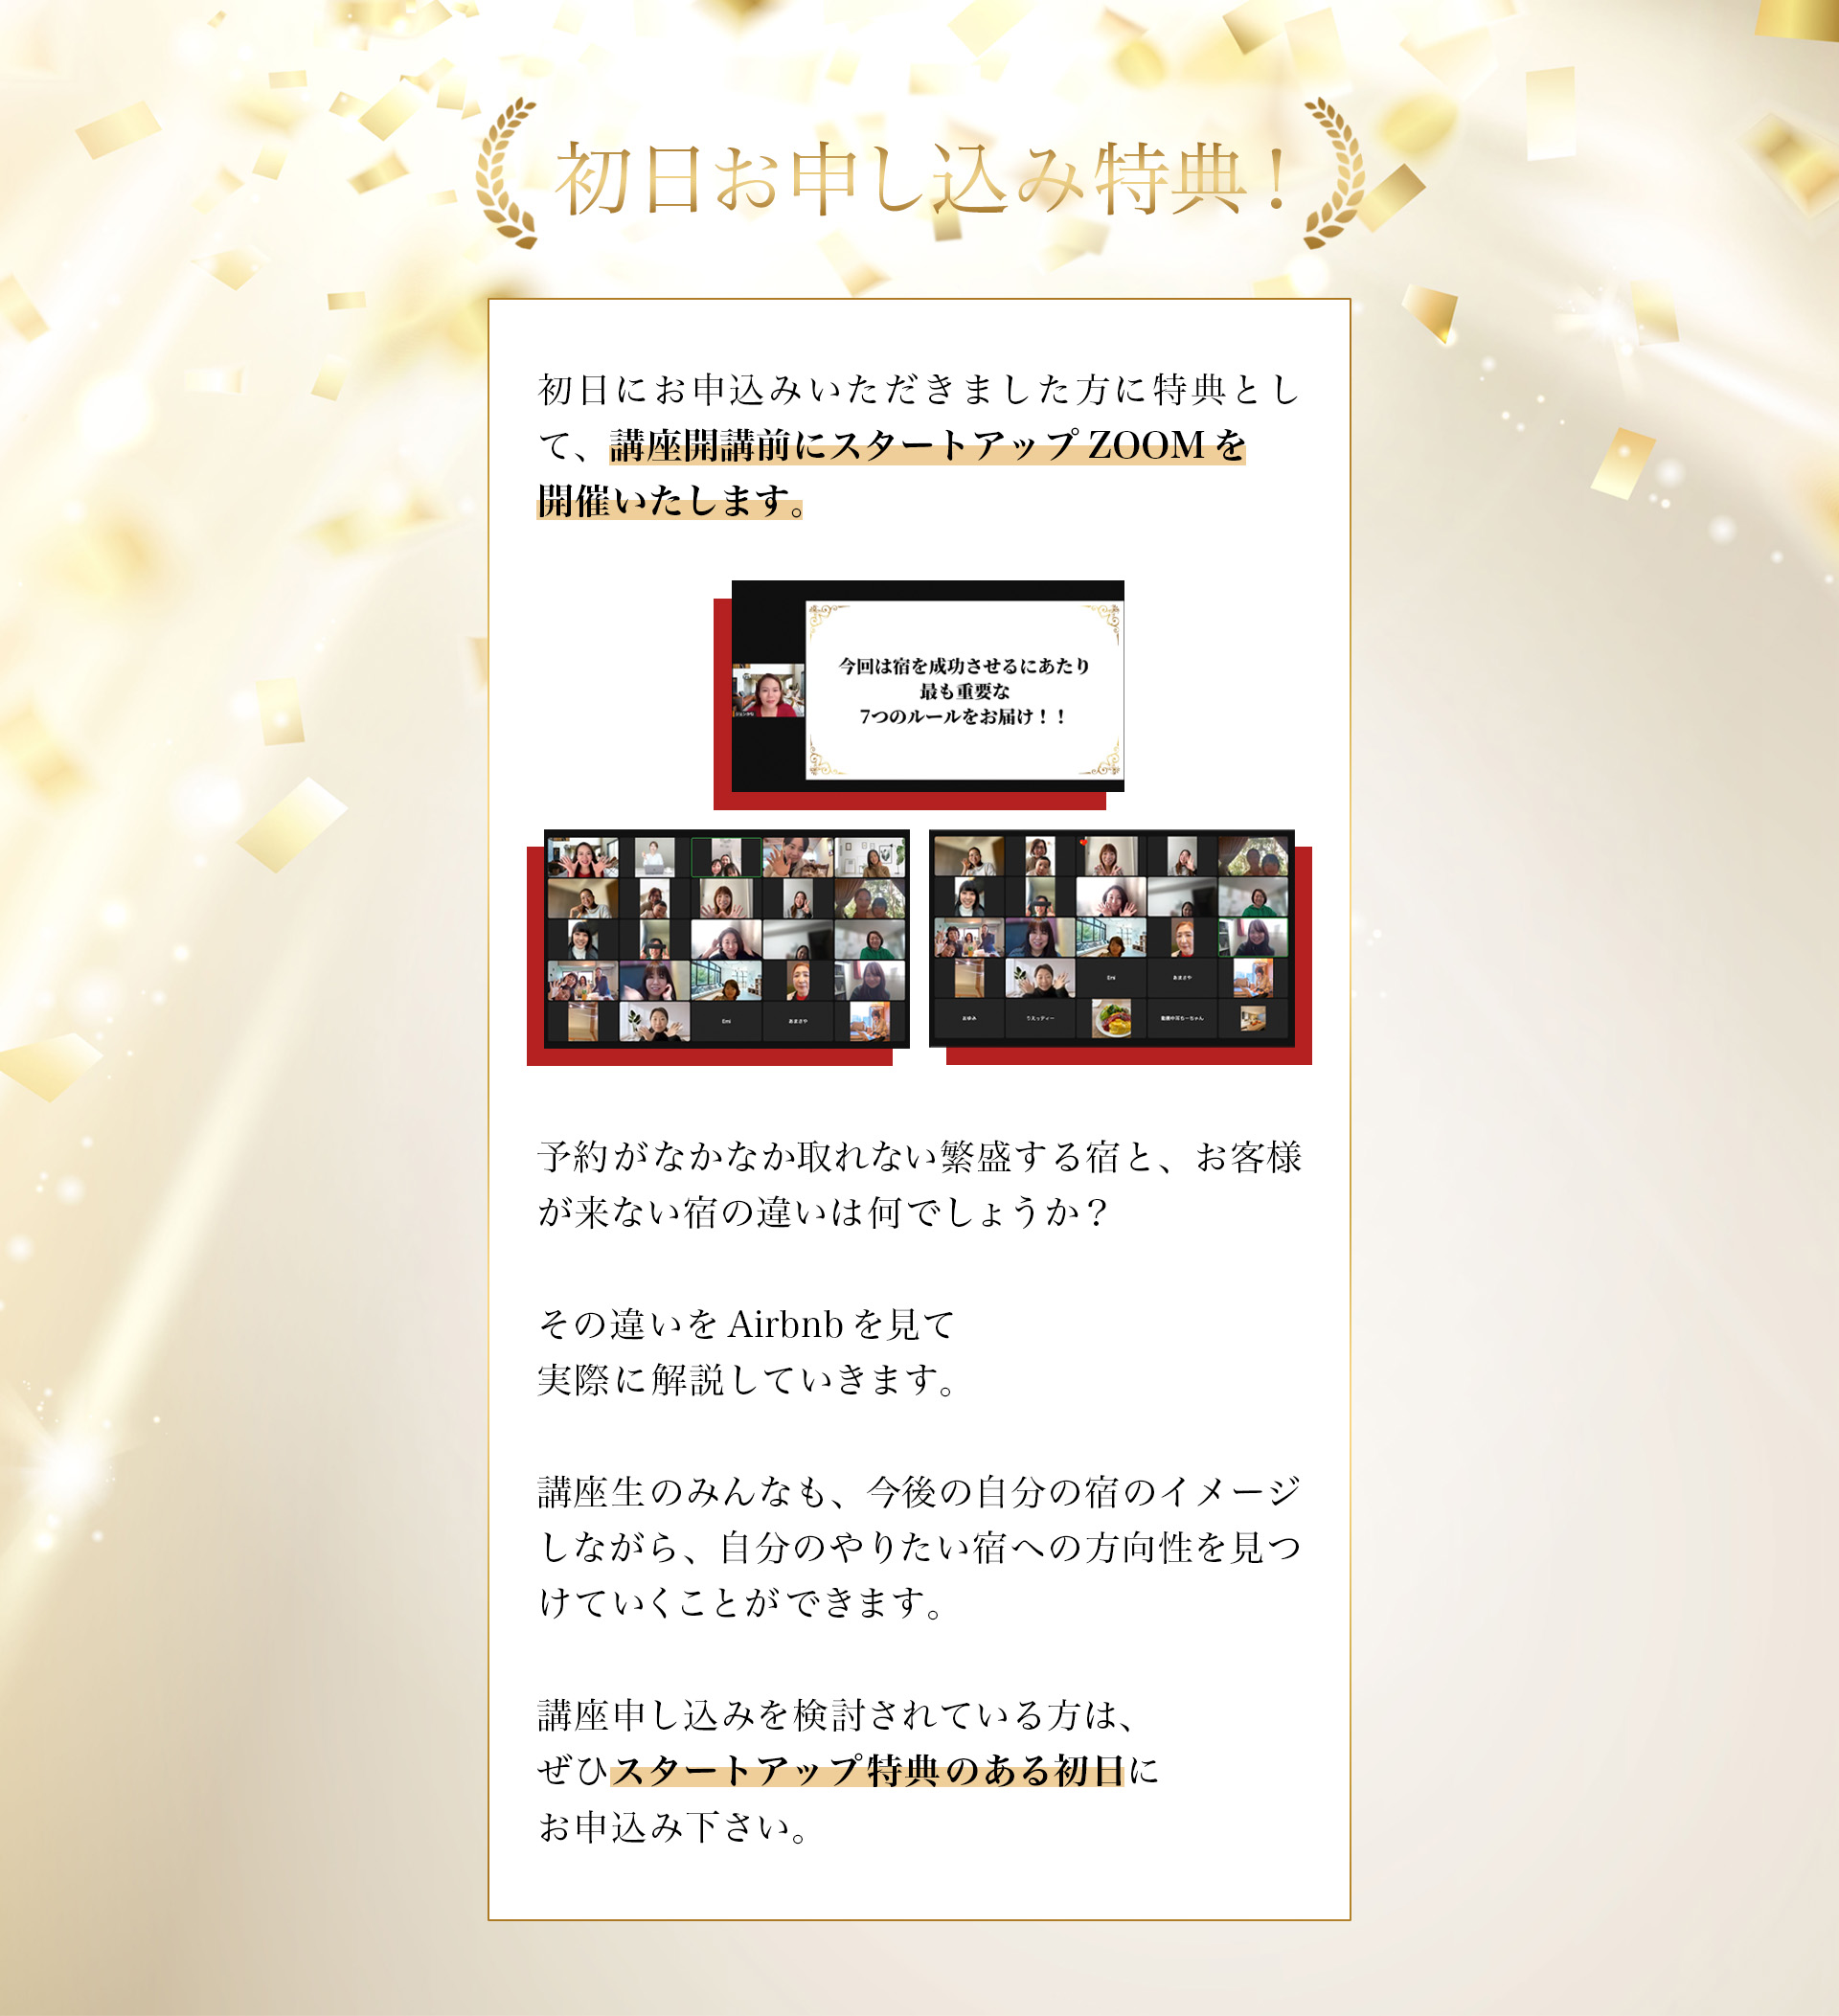 初日お申し込み特典!
初日にお申込みいただきました方に特典とし
て、講座開講前にスタートアップ ZOOM を
開催いたします。
今回は宿を成功させるにあたり
最も重要な
7つのルールをお届け！！
Emi
あまさや
Emi
あまさや
りえっティー
予約がなかなか取れない繁盛する宿と、お客様
が来ない宿の違いは何でしょうか？
その違いを Airbnb を見て
実際に解説していきます。
講座生のみんなも、今後の自分の宿のイメージ
しながら、自分のやりたい宿への方向性を見つ
けていくことができます。
講座申し込みを検討されている方は、
ぜひスタートアップ特典のある初日に
お申込み下さい。